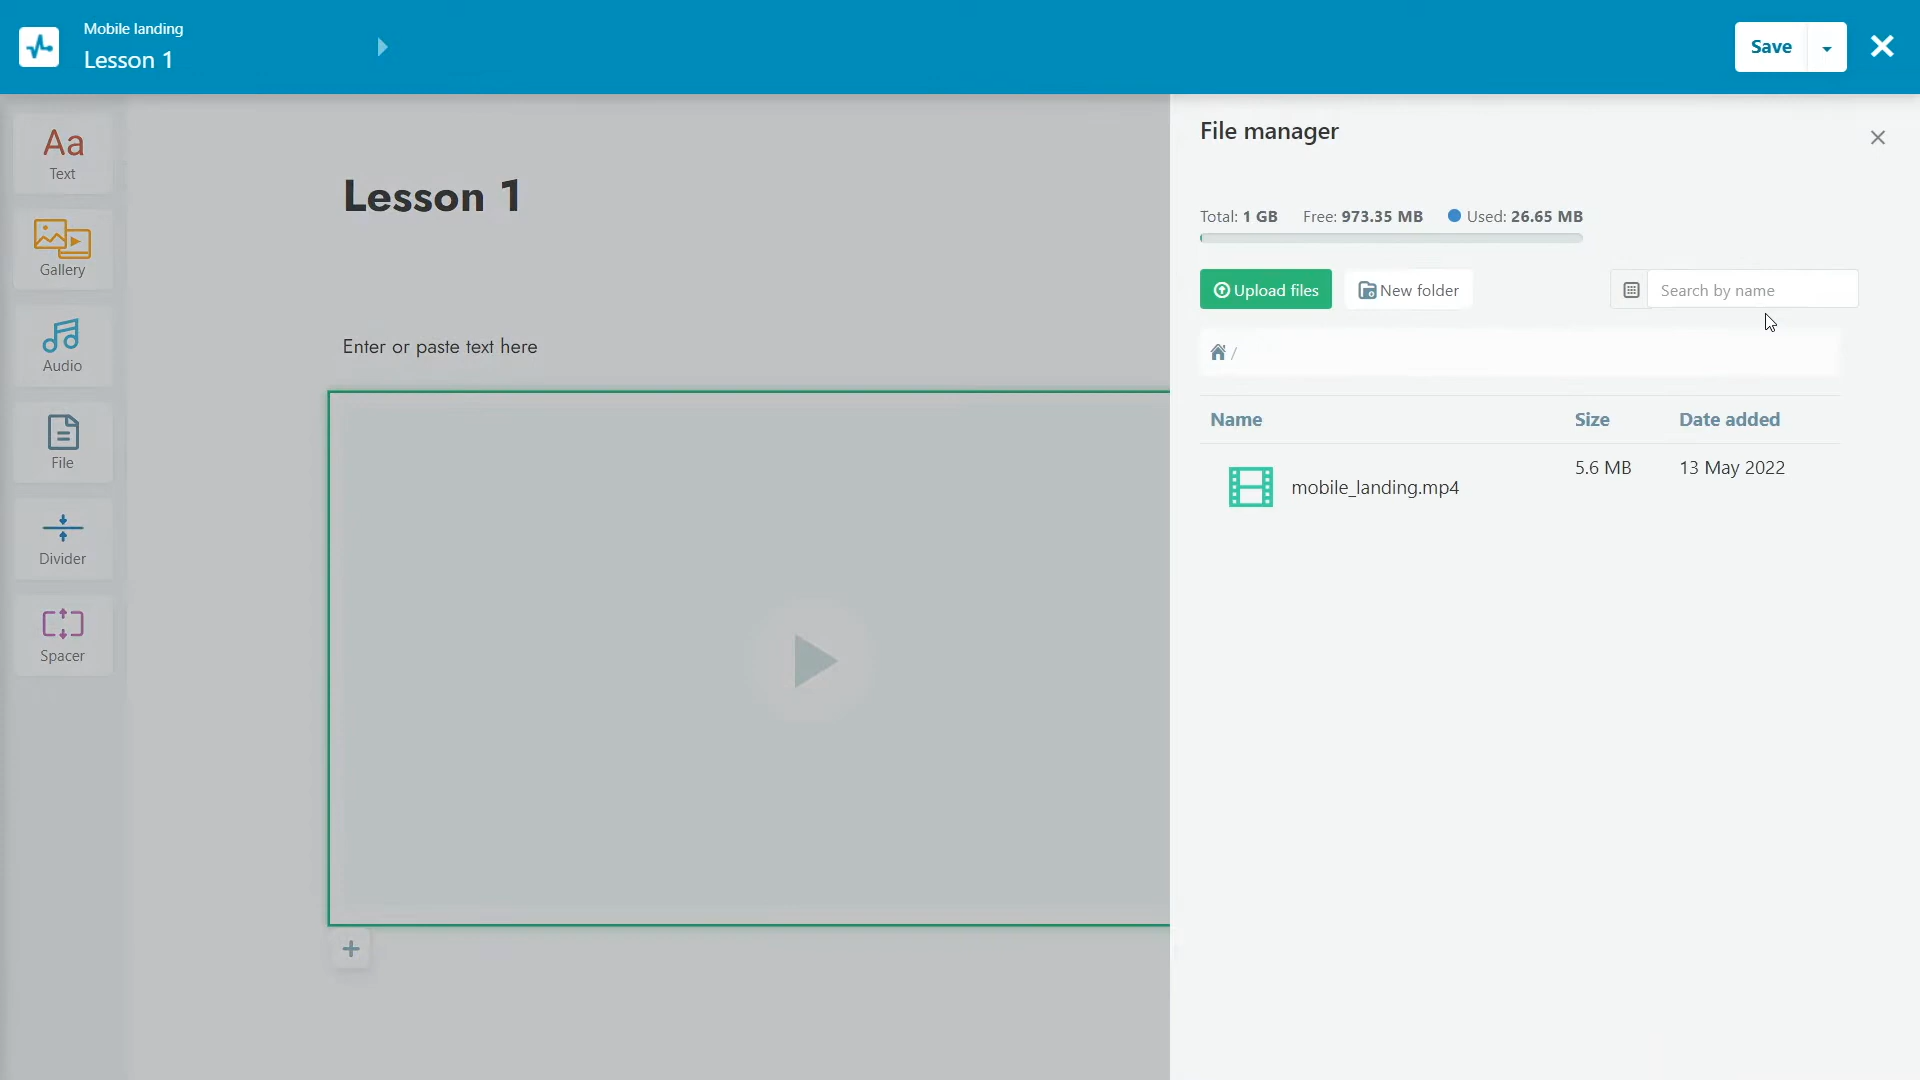 Mobile landing
Lesson 1
Save
Aa
Text
Gallery
Audio
File
Divider
Spacer
Lesson 1
Enter or paste text here
File manager
Total: 1 GB Free: 973.35 MB Used: 26.65 MB
Upload files New folder Search by name
/
Name Size Date added
mobile_landing.mp4 5.6 MB 13 May 2022